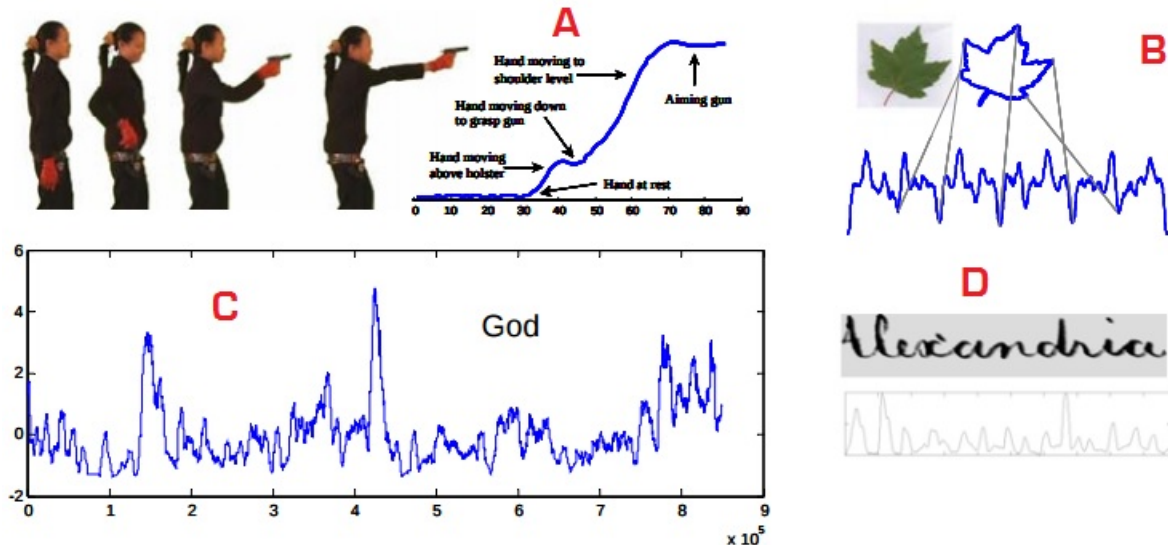 A
Hand moving to
shoulder level
Aiming gun
Hand moving down
to grasp gun
Hand moving
above holster
Hand at rest
0 10 20 30 40 50 60 70 80 90
B
C
God
6
4
2
0
-2
0 1 2 3 4 5 6 7 8 9
x 10^5
D
Alexandria